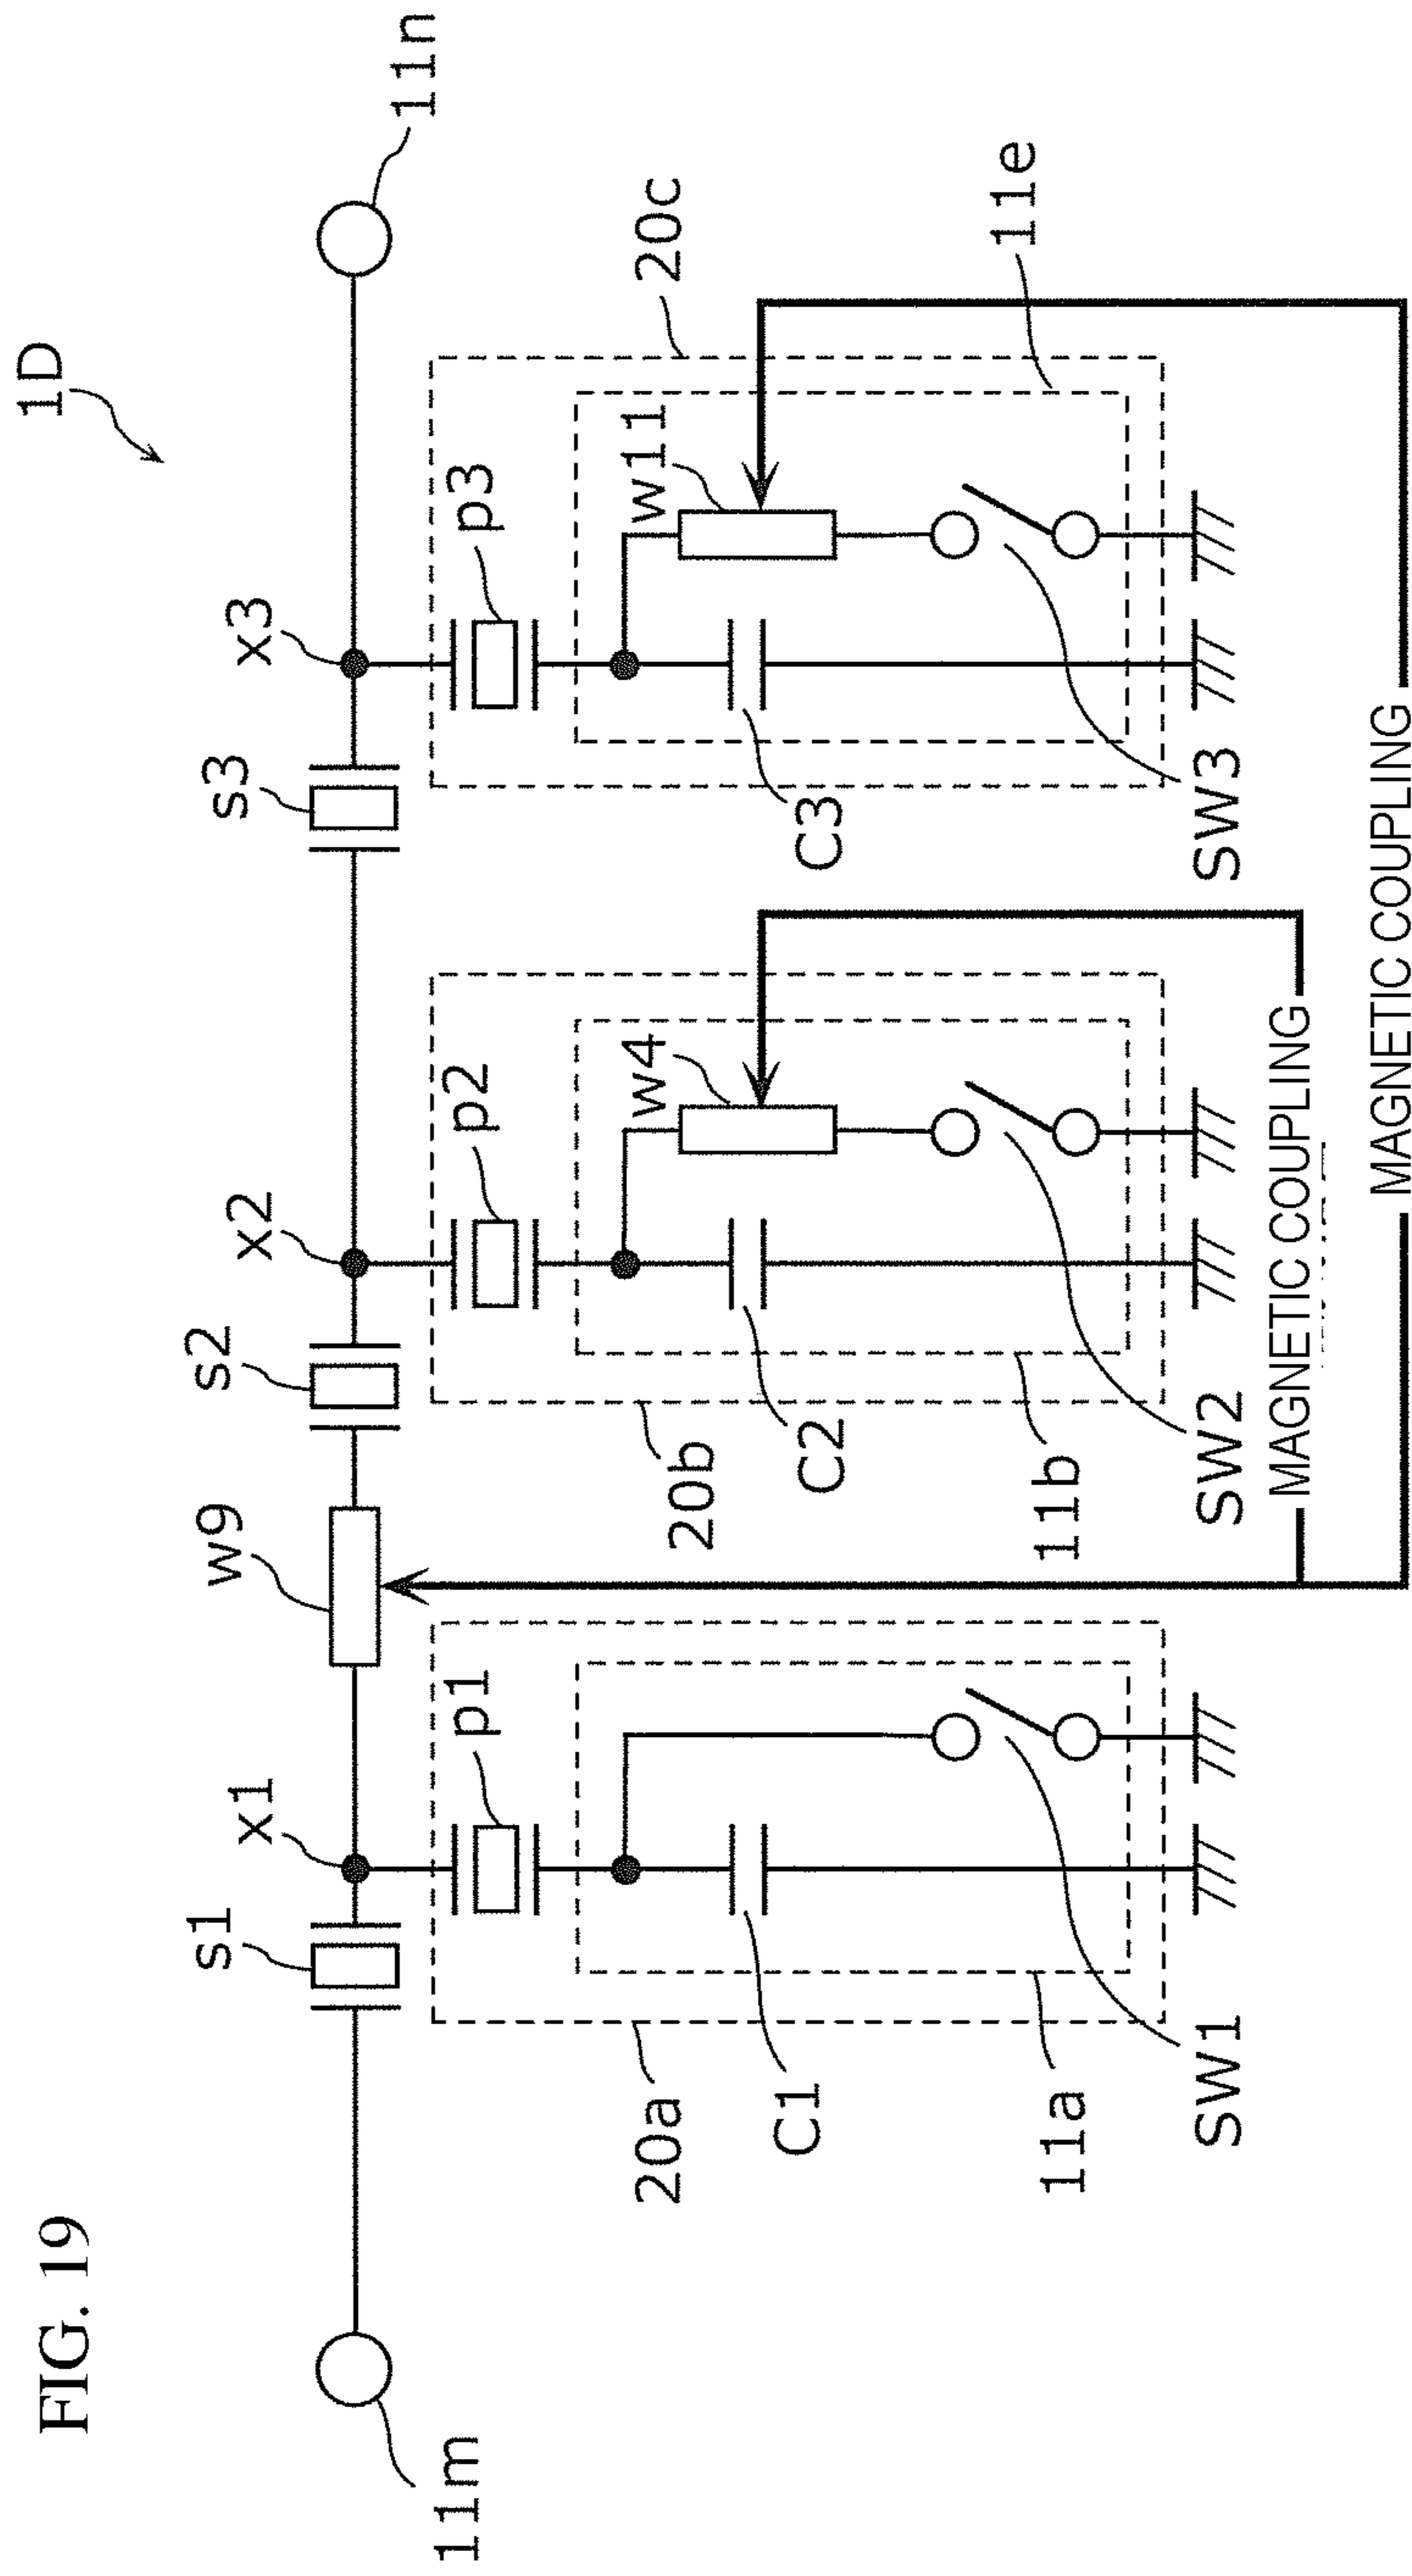 FIG. 19
1D
11m
s1
x1
w9
s2
x2
s3
x3
11n
20a
p1
C1
11a
SW1
20b
p2
w4
C2
11b
SW2
20c
p3
w11
C3
11e
SW3
MAGNETIC COUPLING
MAGNETIC COUPLING